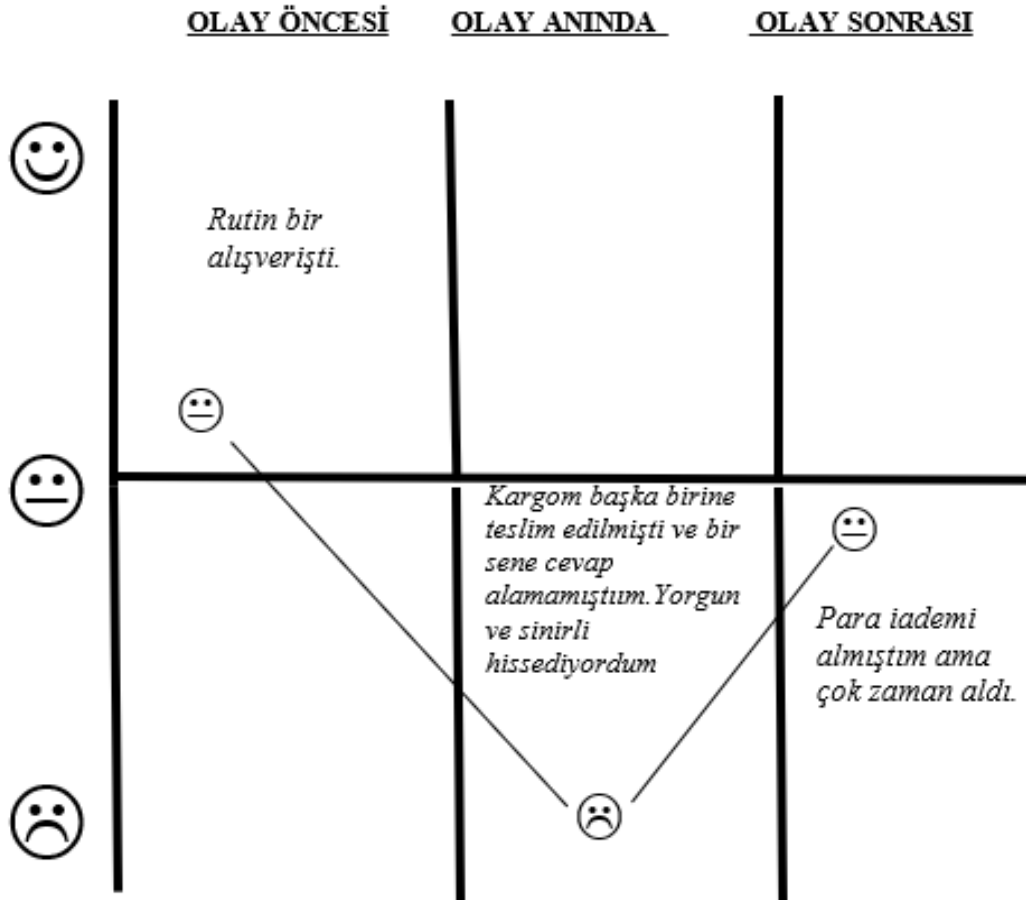 OLAY ÖNCESİ
OLAY ANINDA
OLAY SONRASI
Rutin bir
alışverişti.
Kargom başka birine
teslim edilmişti ve bir
sene cevap
alamamıştıım.Yorgun
ve sinirli
hissediyordum
Para iademi
almıştım ama
çok zaman aldı.